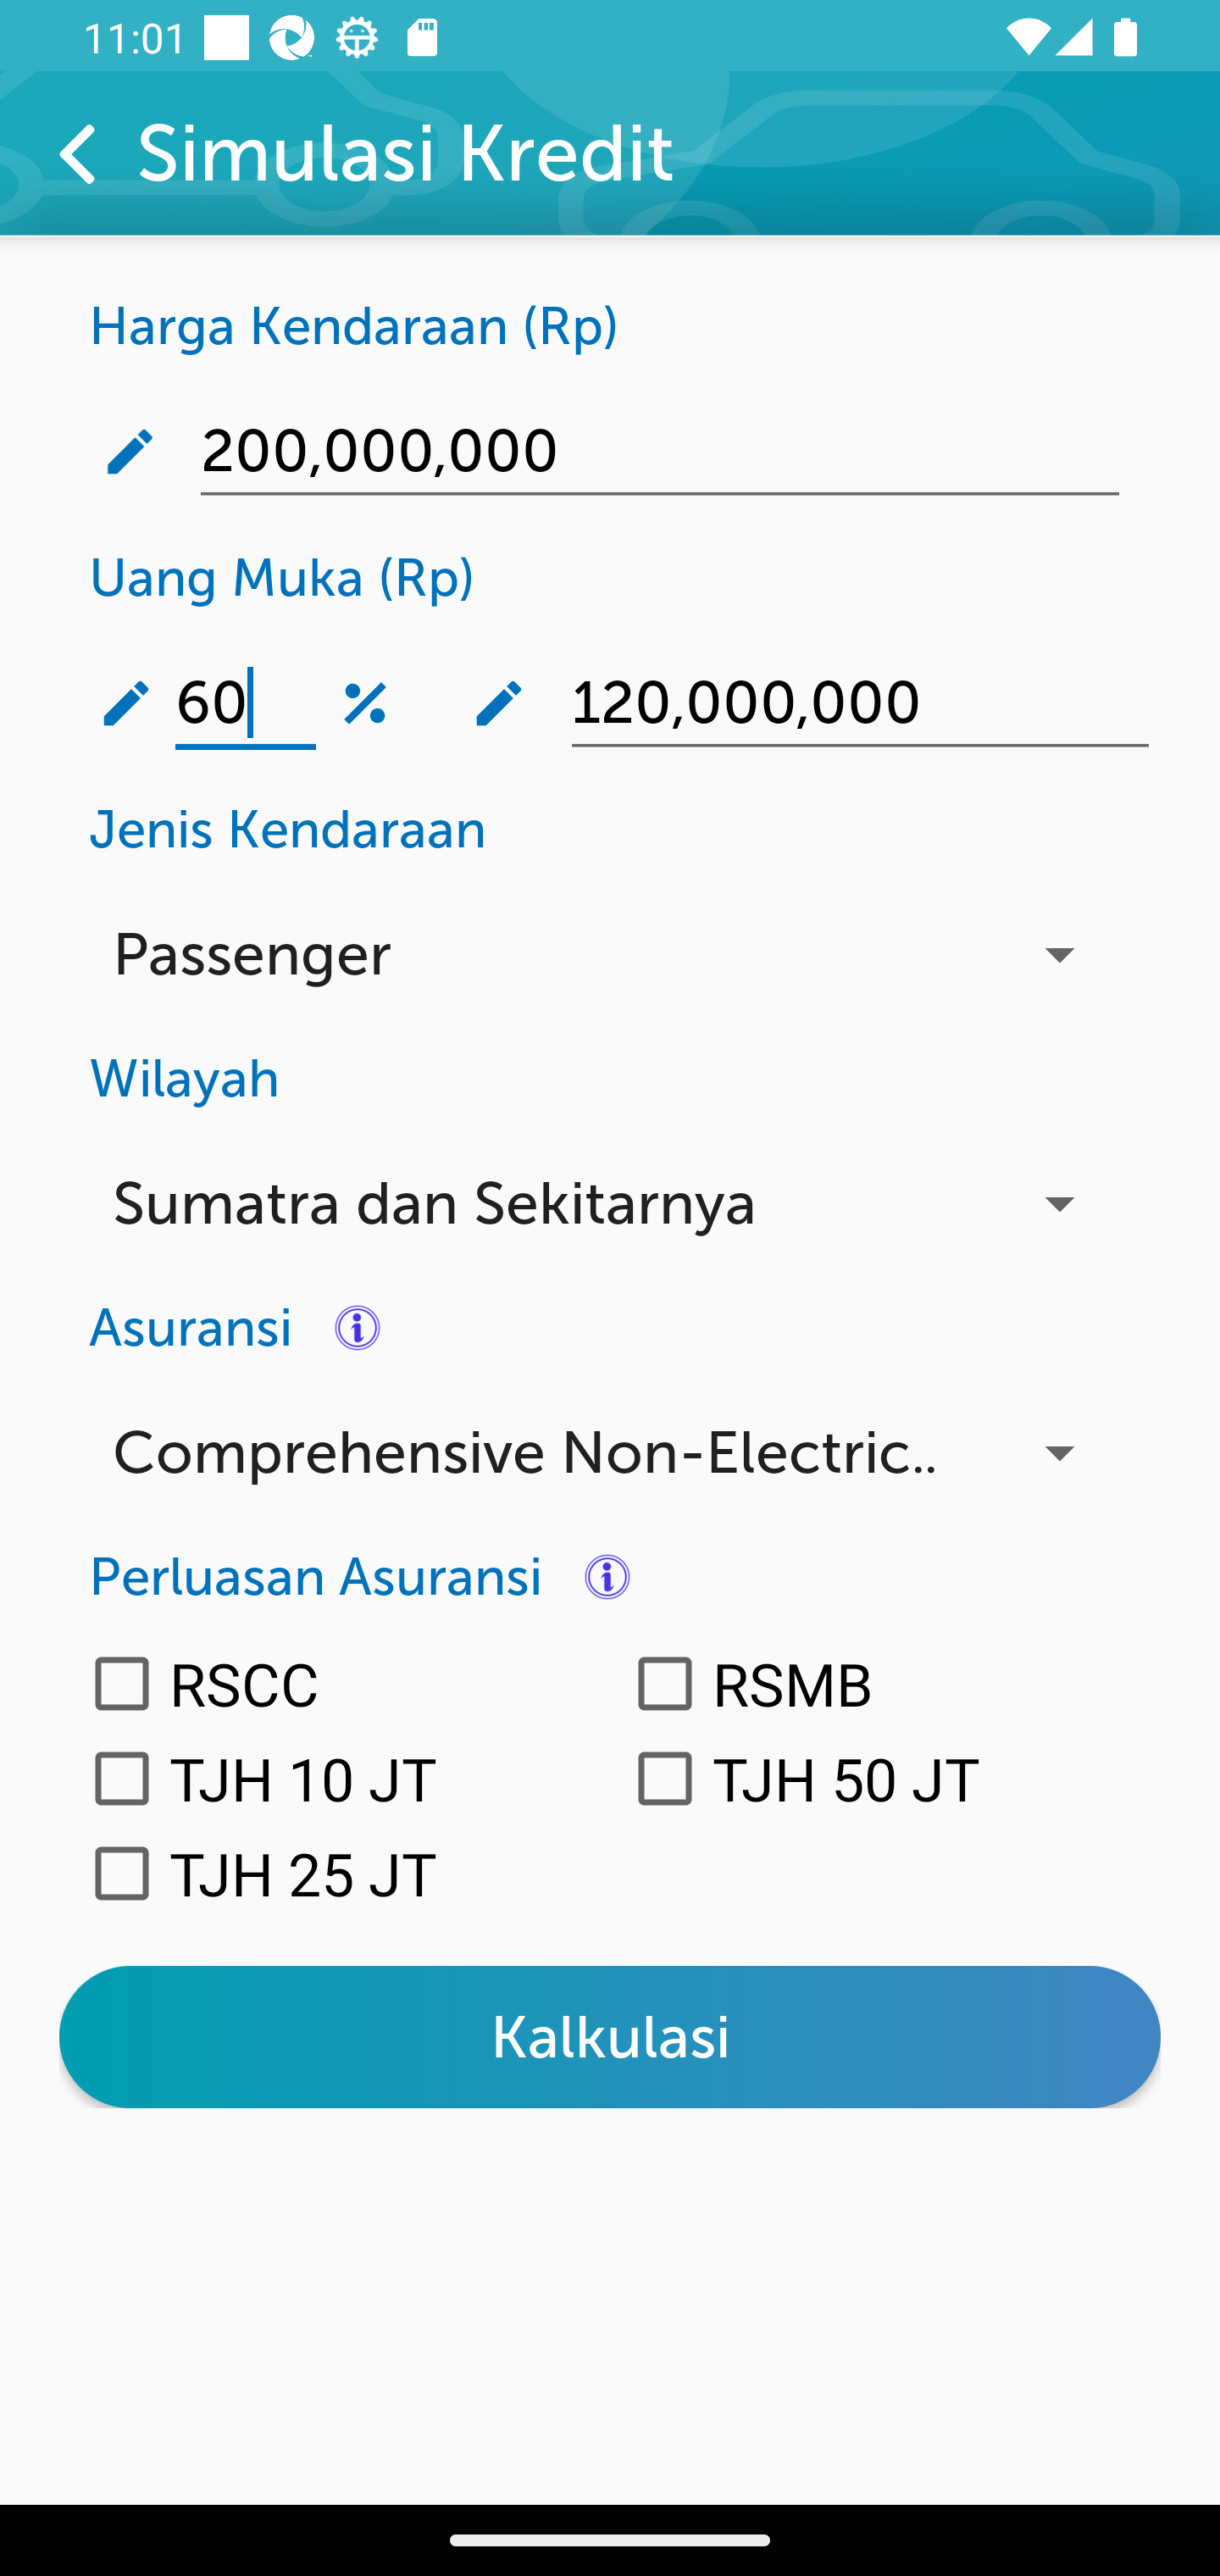 11:01
Simulasi Kredit
Harga Kendaraan (Rp)
200,000,000
Uang Muka (Rp)
60 % 120,000,000
Jenis Kendaraan
Passenger
Wilayah
Sumatra dan Sekitarnya
Asuransi
Comprehensive Non-Electric..
Perluasan Asuransi
RSCC RSMB
TJH 10 JT TJH 50 JT
TJH 25 JT
Kalkulasi